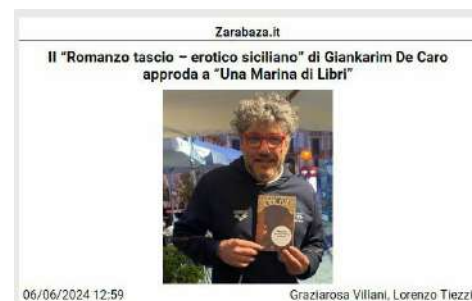 Zarabaza.it
Il “Romanzo tascio – erotico siciliano” di Giankarim De Caro
approda a “Una Marina di Libri”
06/06/2024 12:59
Graziarosa Villani, Lorenzo Tiezzi